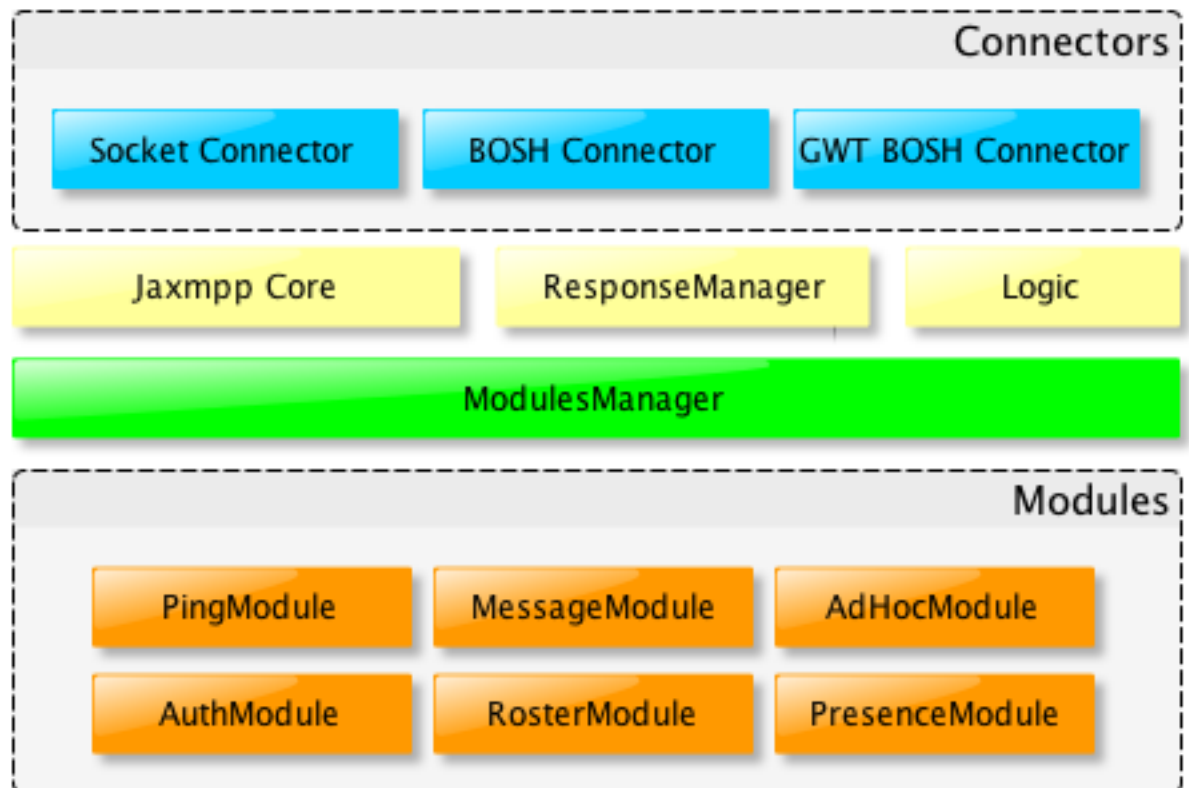 Connectors
Socket Connector
BOSH Connector
GWT BOSH Connector
Jaxmpp Core
ResponseManager
Logic
ModulesManager
Modules
PingModule
MessageModule
AdHocModule
AuthModule
RosterModule
PresenceModule